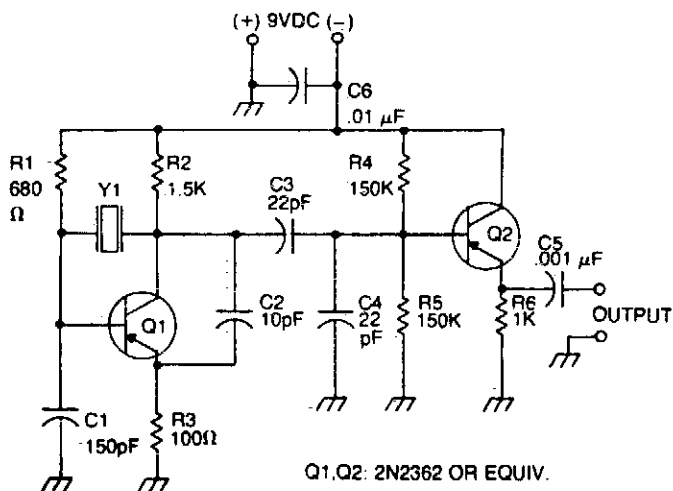 (+) 9VDC (−)
C6
.01 µF
R1
680
Ω
Y1
R2
1.5K
C3
22pF
R4
150K
Q2
C5
.001 µF
Q1
C2
10pF
C4
22
pF
R5
150K
R6
1K
OUTPUT
C1
150pF
R3
100Ω
Q1,Q2: 2N2362 OR EQUIV.